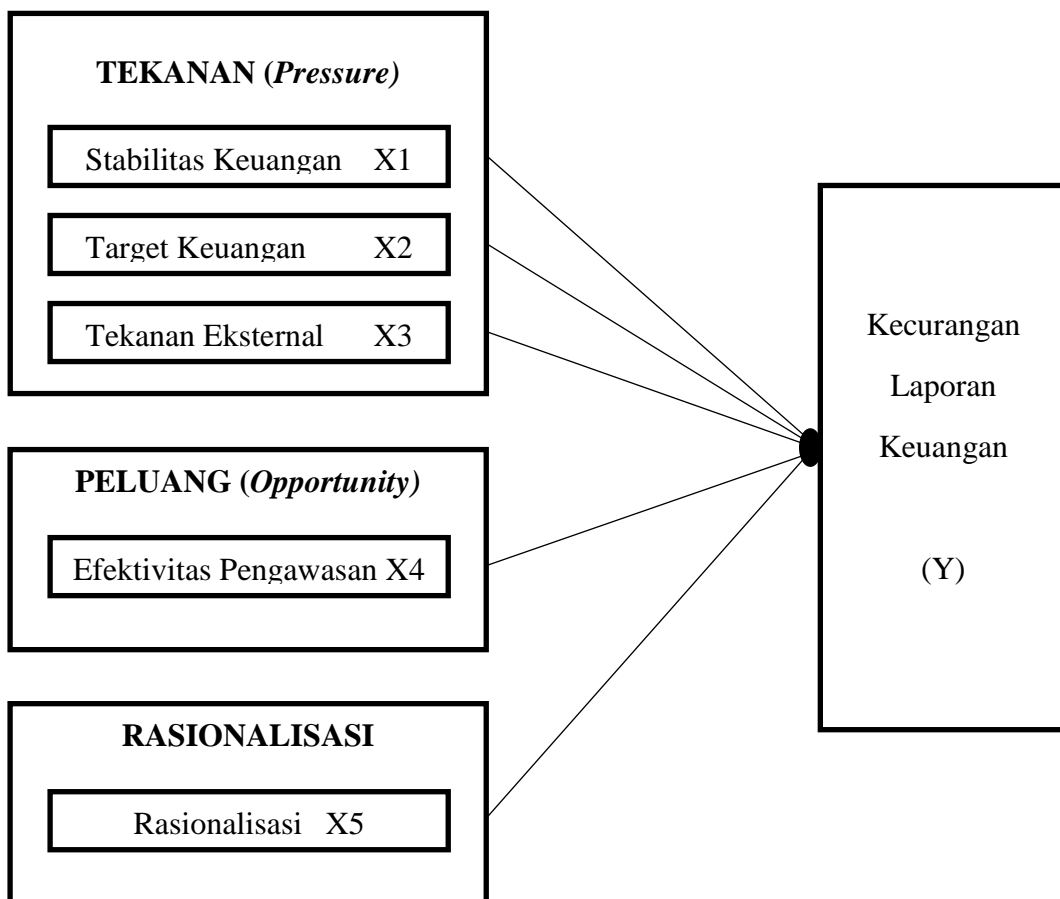 TEKANAN (Pressure)
Stabilitas Keuangan X1
Target Keuangan X2
Tekanan Eksternal X3
PELUANG (Opportunity)
Efektivitas Pengawasan X4
RASIONALISASI
Rasionalisasi X5
Kecurangan
Laporan
Keuangan
(Y)